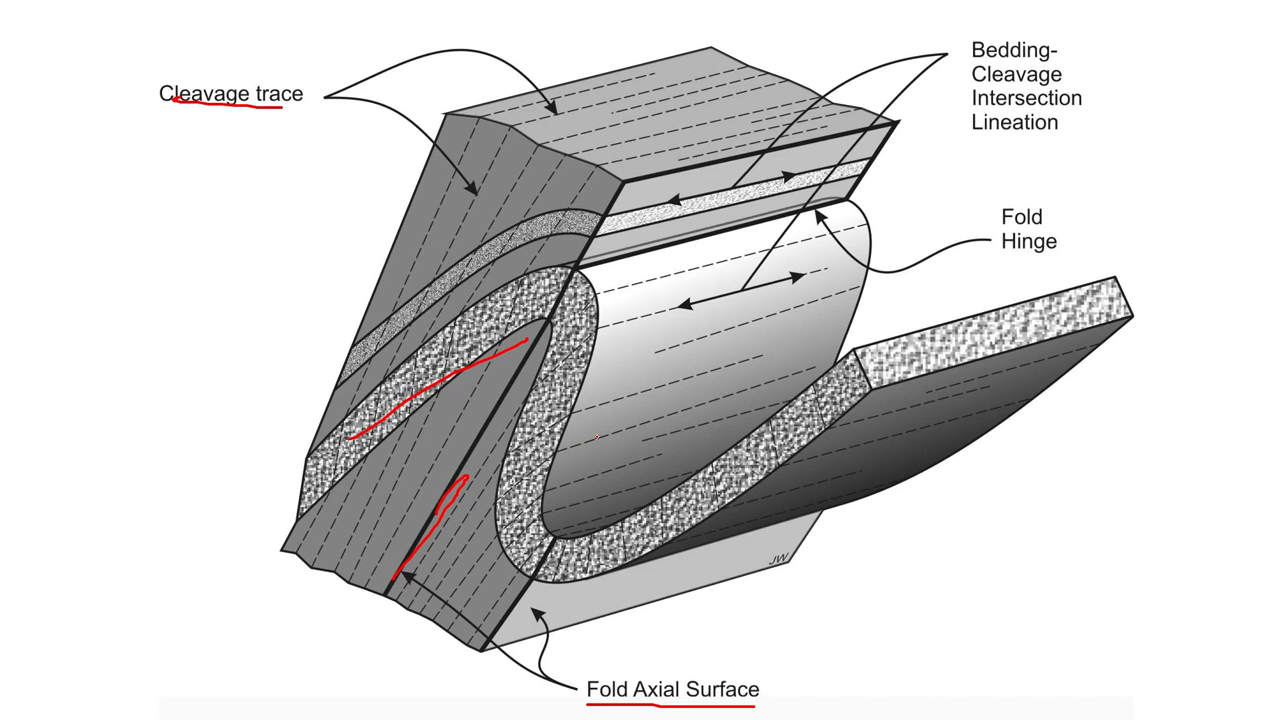 Cleavage trace
Bedding-
Cleavage
Intersection
Lineation
Fold
Hinge
JW
Fold Axial Surface